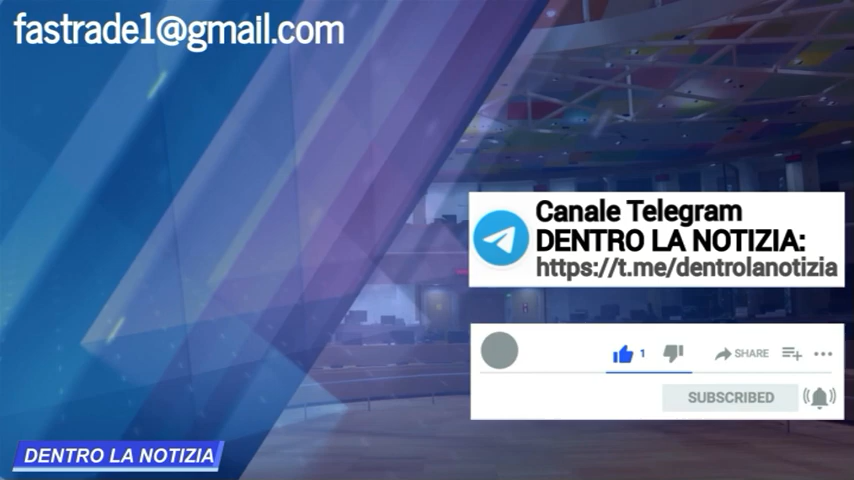 fastrade1@gmail.com
Canale Telegram
DENTRO LA NOTIZIA:
https://t.me/dentrolanotizia
1
SHARE
SUBSCRIBED
DENTRO LA NOTIZIA